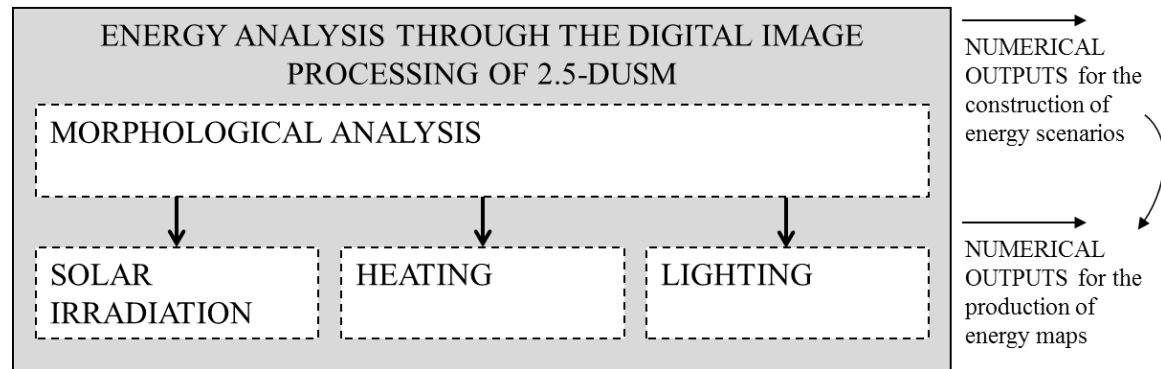 ENERGY ANALYSIS THROUGH THE DIGITAL IMAGE
PROCESSING OF 2.5-DUSM
MORPHOLOGICAL ANALYSIS
SOLAR
IRRADIATION
HEATING
LIGHTING
NUMERICAL
OUTPUTS for the
construction of
energy scenarios
NUMERICAL
OUTPUTS for the
production of
energy maps